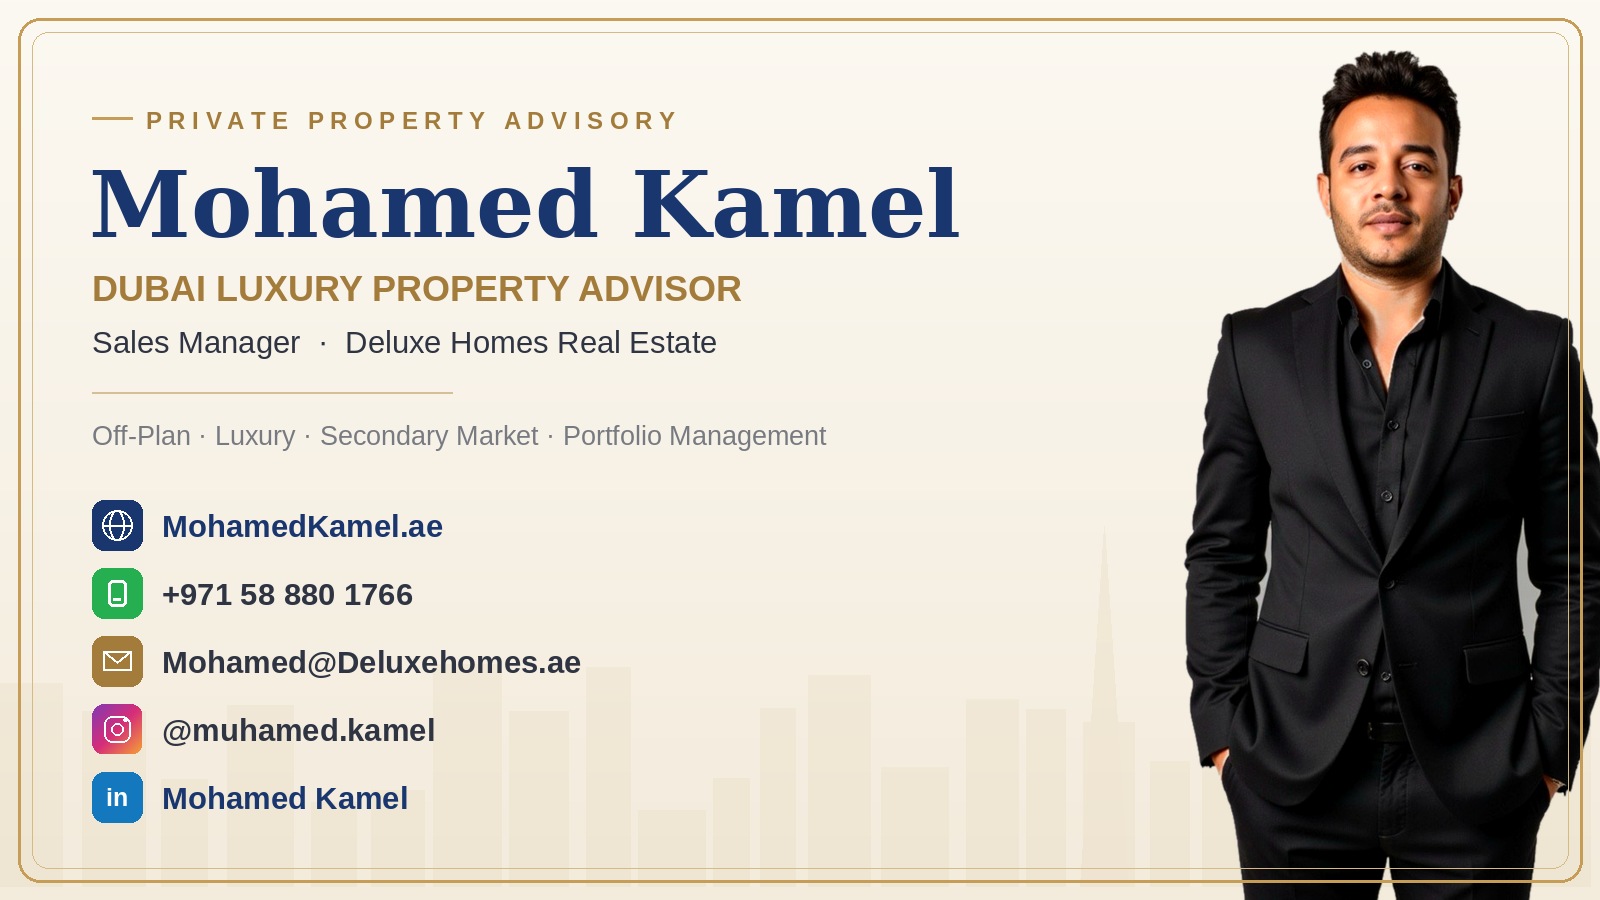 PRIVATE PROPERTY ADVISORY
Mohamed Kamel
DUBAI LUXURY PROPERTY ADVISOR
Sales Manager · Deluxe Homes Real Estate
Off-Plan · Luxury · Secondary Market · Portfolio Management
MohamedKamel.ae
+971 58 880 1766
Mohamed@Deluxehomes.ae
@muhamed.kamel
in Mohamed Kamel